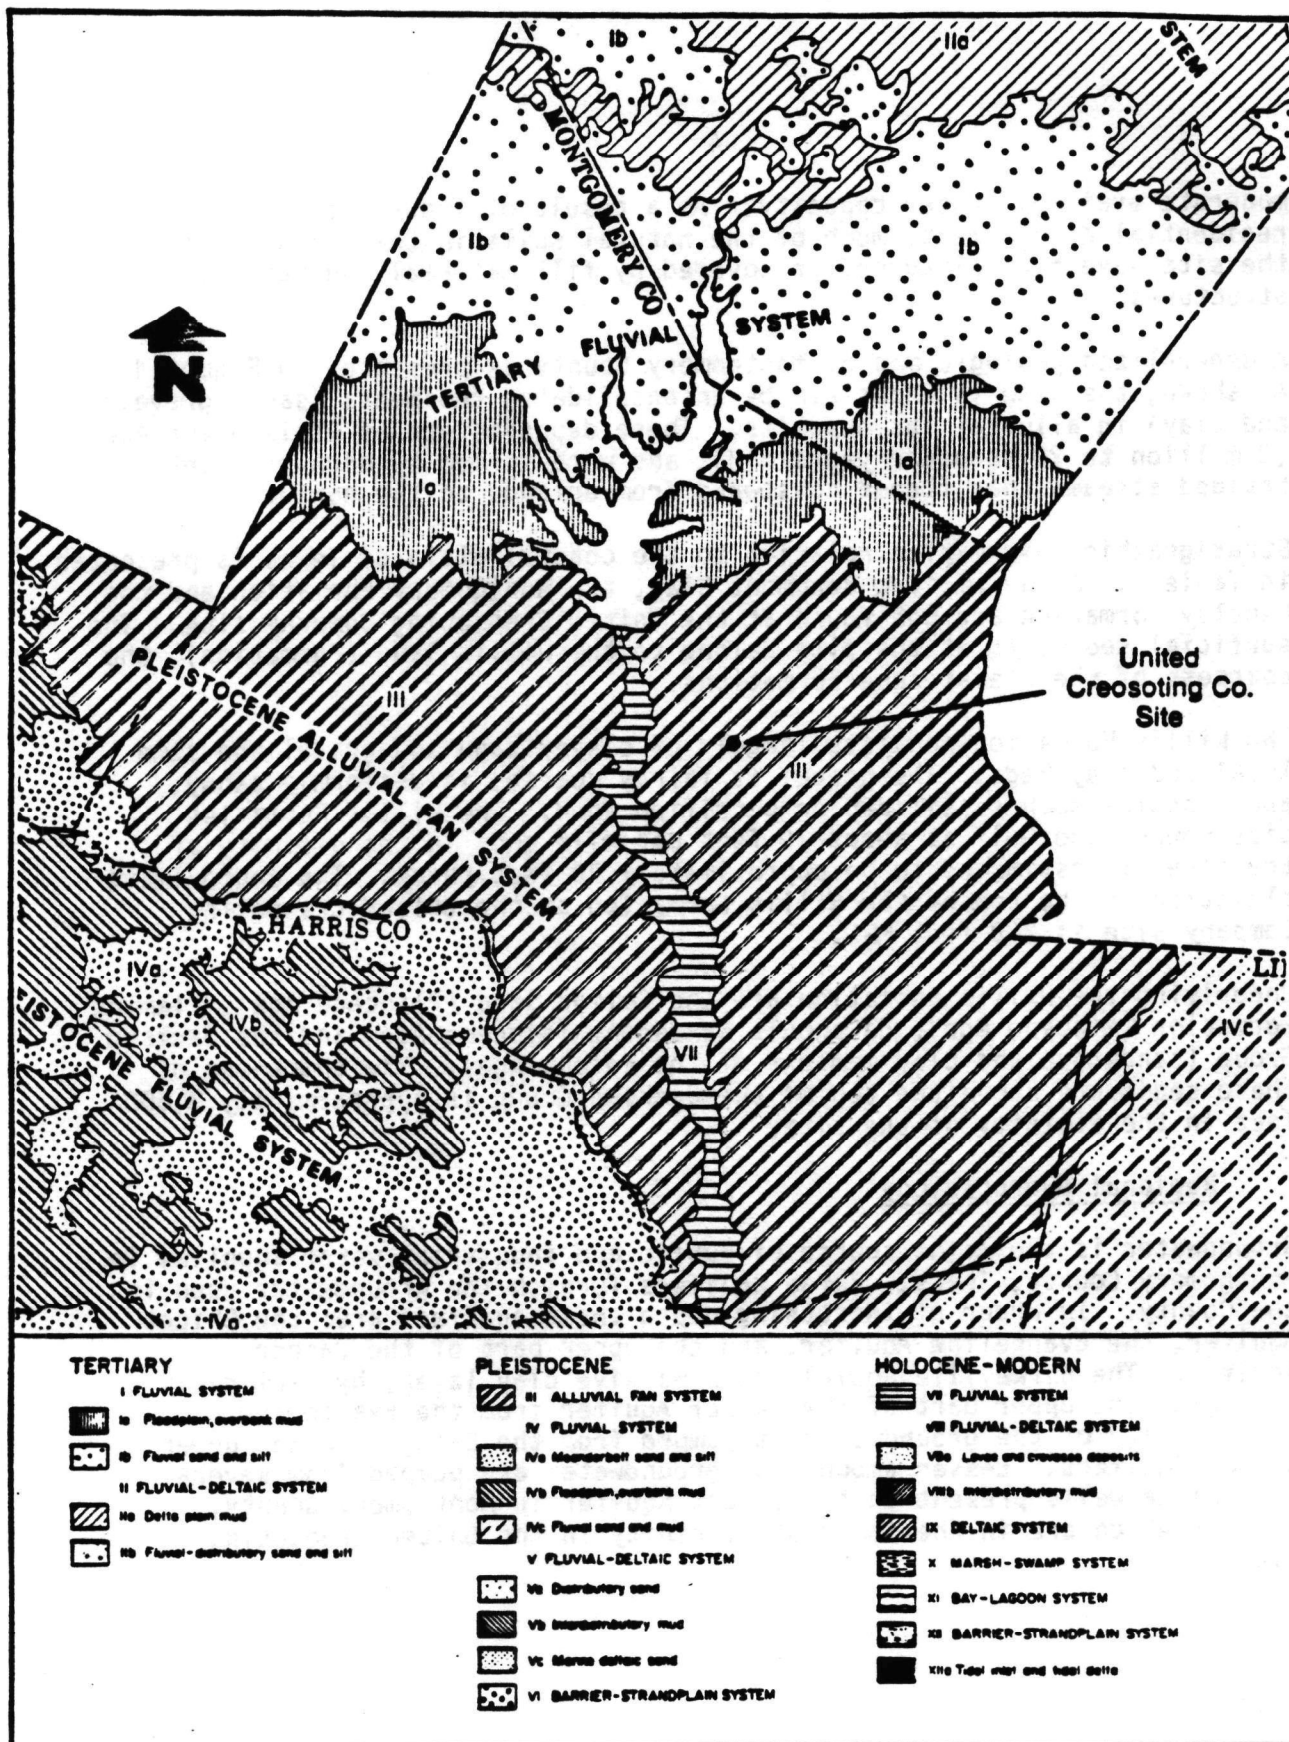 Ib
IIa
STEM
MONTGOMERY CO
Ib
Ib
N
TERTIARY FLUVIAL SYSTEM
Ia
Ia
United
Creosoting Co.
Site
PLEISTOCENE ALLUVIAL FAN SYSTEM
III
III
HARRIS CO
LI
IVa
IVb
IVc
EISTOCENE FLUVIAL SYSTEM
VII
IVa
TERTIARY
I FLUVIAL SYSTEM
Ia Floodplain, overbank mud
Ib Fluvial sand and silt
II FLUVIAL-DELTAIC SYSTEM
IIa Delta plain mud
IIb Fluvial-distributary sand and silt
PLEISTOCENE
III ALLUVIAL FAN SYSTEM
IV FLUVIAL SYSTEM
IVa Meanderbelt sand and silt
IVb Floodplain, overbank mud
IVc Fluvial sand and mud
V FLUVIAL-DELTAIC SYSTEM
Va Distributary sand
Vb Interdistributary mud
Vc Marine deltaic sand
VI BARRIER-STRANDPLAIN SYSTEM
HOLOCENE-MODERN
VII FLUVIAL SYSTEM
VIII FLUVIAL-DELTAIC SYSTEM
Levee and crevasse deposits
VIIIb Interdistributary mud
IX DELTAIC SYSTEM
X MARSH-SWAMP SYSTEM
XI BAY-LAGOON SYSTEM
XII BARRIER-STRANDPLAIN SYSTEM
XIIa Tidal inlet and tidal delta